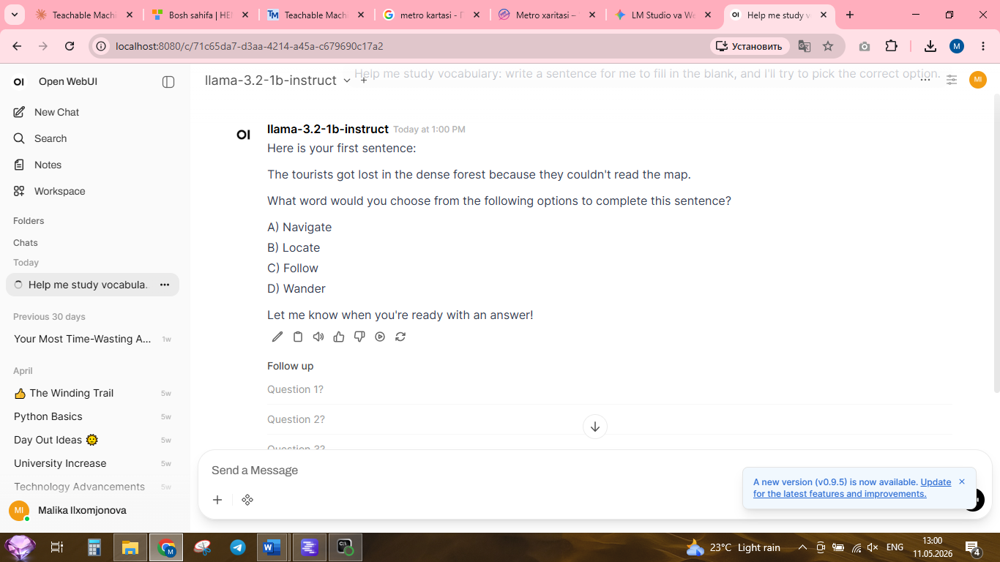 Teachable Machi
Bosh sahifa | HEM
Teachable Mach
metro kartasi - П
Metro xaritasi –
LM Studio va We
Help me study v
localhost:8080/c/71c65da7-d3aa-4214-a45a-c679690c17a2
Установить
M
OI Open WebUI
New Chat
Search
Notes
Workspace
Folders
Chats
Today
Help me study vocabula.
Previous 30 days
Your Most Time-Wasting A... 1w
April
👍 The Winding Trail 5w
Python Basics 5w
Day Out Ideas 🌞 5w
University Increase 5w
Technology Advancements 5w
MI Malika Ilxomjonova
llama-3.2-1b-instruct
Help me study vocabulary: write a sentence for me to fill in the blank, and I'll try to pick the correct option.
MI
OI llama-3.2-1b-instruct Today at 1:00 PM
Here is your first sentence:
The tourists got lost in the dense forest because they couldn't read the map.
What word would you choose from the following options to complete this sentence?
A) Navigate
B) Locate
C) Follow
D) Wander
Let me know when you're ready with an answer!
Follow up
Question 1?
Question 2?
Question 3?
Send a Message
A new version (v0.9.5) is now available. Update
for the latest features and improvements.
23°C Light rain
ENG
13:00
11.05.2026
4